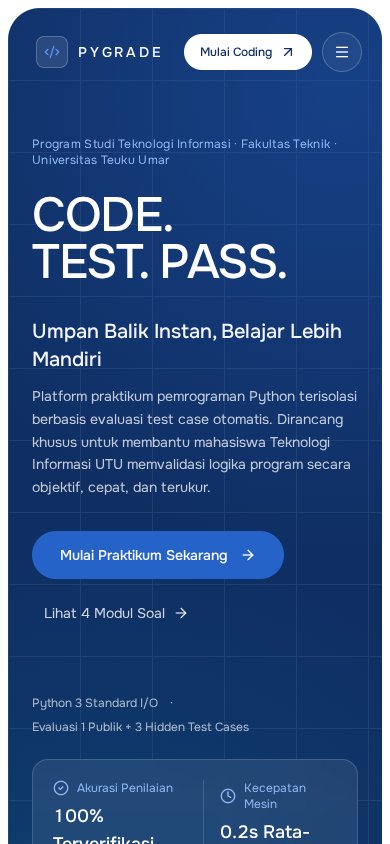 PYGRADE
Mulai Coding
Program Studi Teknologi Informasi · Fakultas Teknik ·
Universitas Teuku Umar
CODE.
TEST. PASS.
Umpan Balik Instan, Belajar Lebih
Mandiri
Platform praktikum pemrograman Python terisolasi
berbasis evaluasi test case otomatis. Dirancang
khusus untuk membantu mahasiswa Teknologi
Informasi UTU memvalidasi logika program secara
objektif, cepat, dan terukur.
Mulai Praktikum Sekarang
Lihat 4 Modul Soal
Python 3 Standard I/O ·
Evaluasi 1 Publik + 3 Hidden Test Cases
Akurasi Penilaian
100%
Terverifikasi
Kecepatan
Mesin
0.2s Rata-